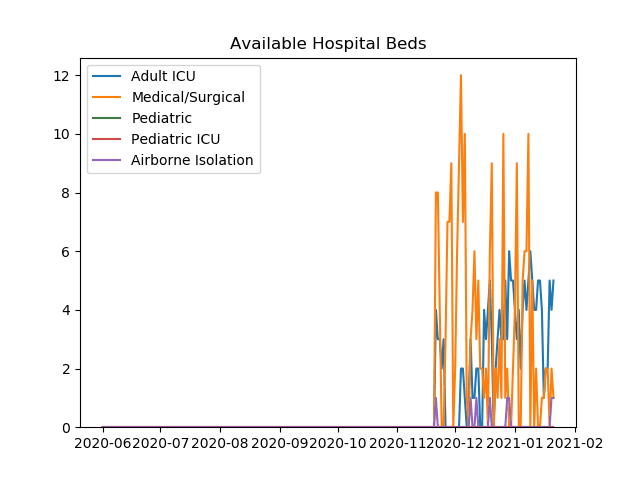 Available Hospital Beds
12
10
8
6
4
2
0
Adult ICU
Medical/Surgical
Pediatric
Pediatric ICU
Airborne Isolation
2020-06 2020-07 2020-08 2020-09 2020-10 2020-11 2020-12 2021-01 2021-02